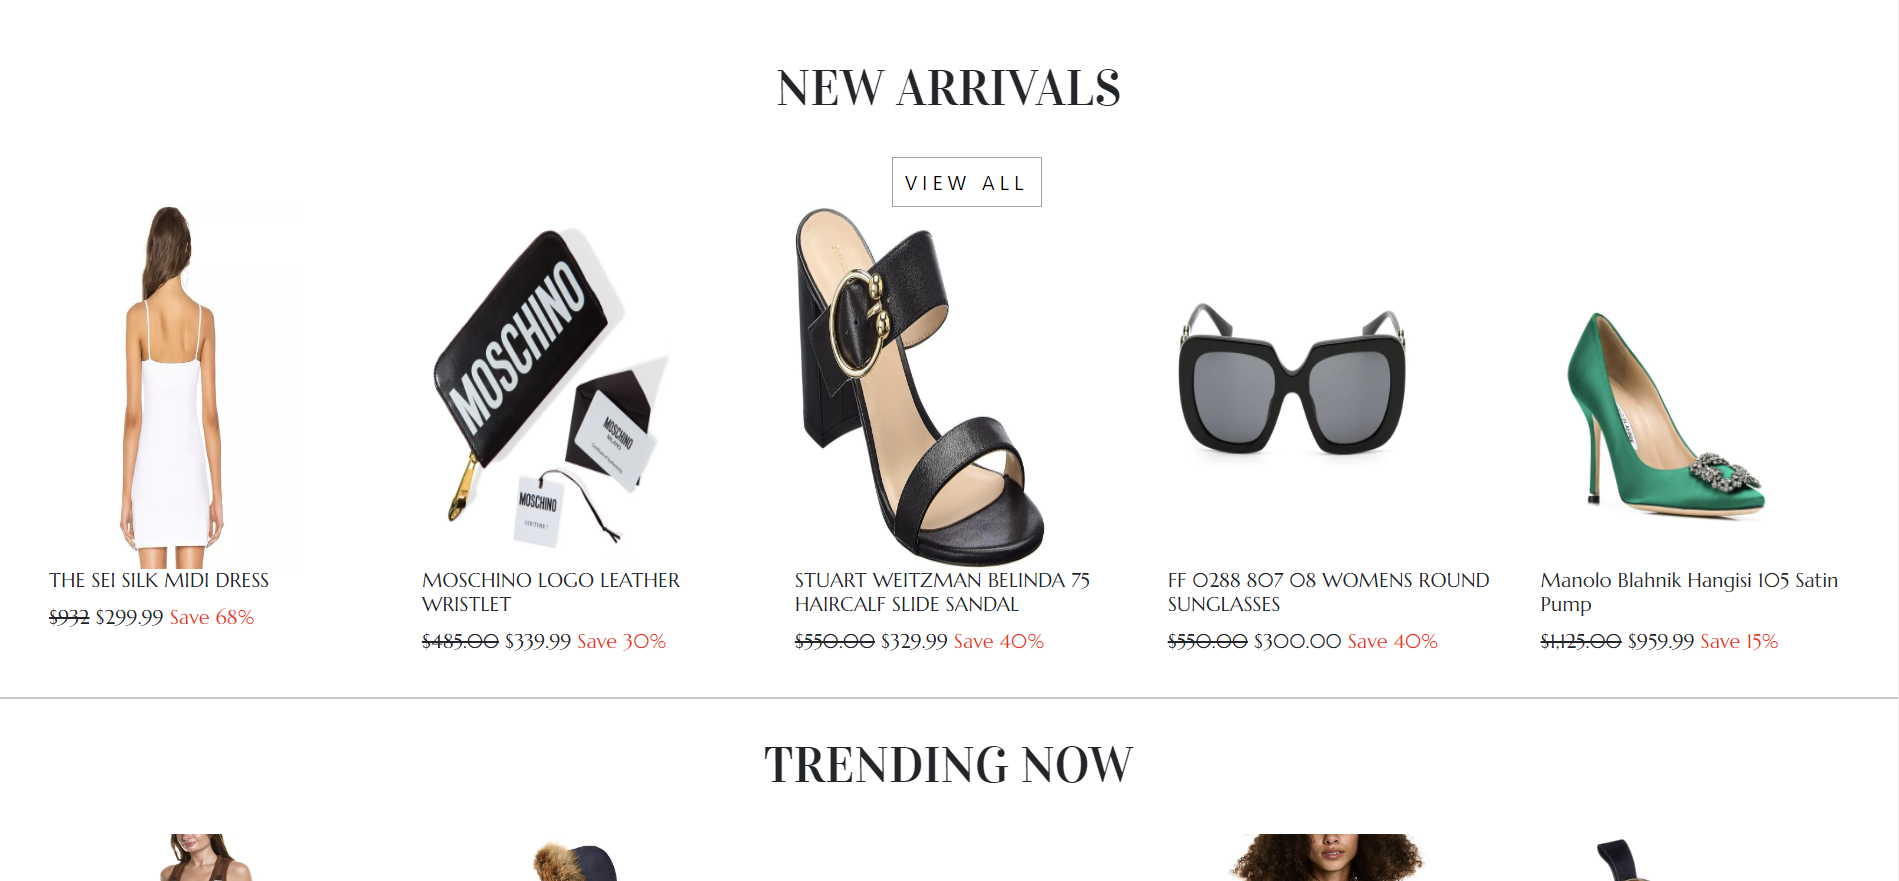 NEW ARRIVALS
VIEW ALL
MOSCHINO
MOSCHINO
MILANO
MOSCHINO
COUTURE!
THE SEI SILK MIDI DRESS
$932 $299.99 Save 68%
MOSCHINO LOGO LEATHER
WRISTLET
$485.00 $339.99 Save 30%
STUART WEITZMAN BELINDA 75
HAIRCALF SLIDE SANDAL
$550.00 $329.99 Save 40%
FF 0288 807 08 WOMENS ROUND
SUNGLASSES
$550.00 $300.00 Save 40%
Manolo Blahnik Hangisi 105 Satin
Pump
$1,125.00 $959.99 Save 15%
TRENDING NOW